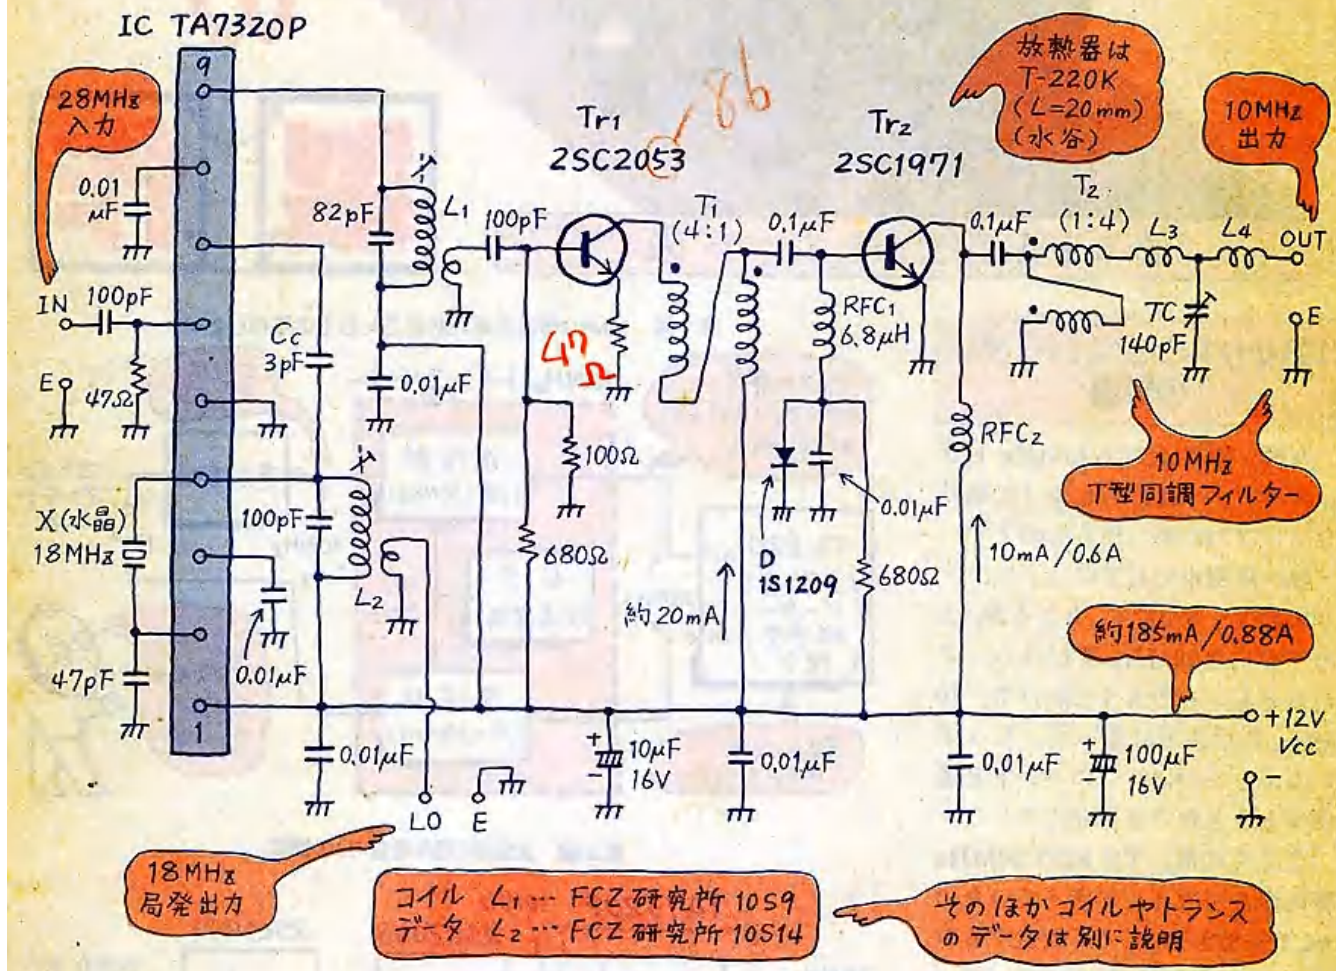 IC TA7320P
9
28MHz
入力
0.01
μF
IN
100pF
E
47Ω
X(水晶)
18MHz
47pF
1
82pF
L1
Cc
3pF
0.01μF
100pF
L2
0.01μF
0.01μF
LO
E
18MHz
局発出力
100pF
Tr1
2SC2053
86
47
Ω
100Ω
680Ω
10μF
16V
+
-
T1
(4:1)
約20mA
0.01μF
0.1μF
RFC1
6.8μH
D
1S1209
0.01μF
680Ω
Tr2
2SC1971
放熱器は
T-220K
(L=20mm)
(水谷)
0.1μF
T2
(1:4)
L3
L4
10MHz
出力
OUT
E
TC
140pF
10MHz
T型同調フィルター
RFC2
10mA/0.6A
約185mA/0.88A
0.01μF
+
-
100μF
16V
+12V
Vcc
-
コイル L1… FCZ研究所10S9
データ L2… FCZ研究所10S14
そのほかコイルやトランス
のデータは別に説明